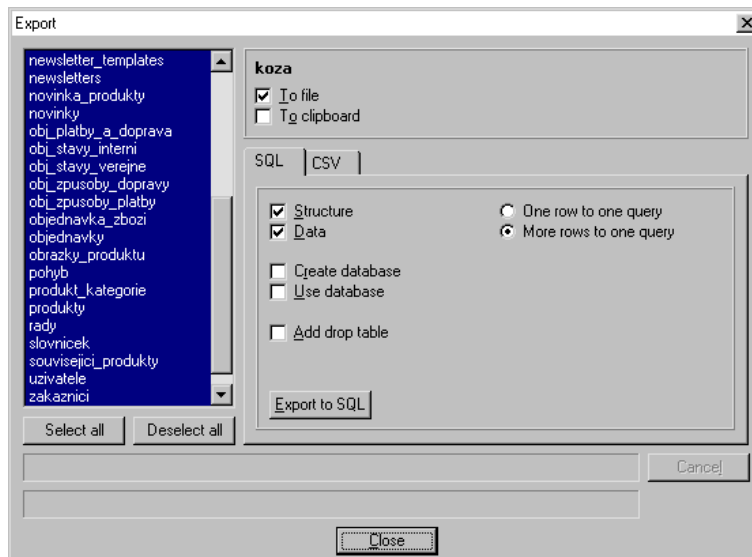 Export
newsletter_templates
newsletters
novinka_produkty
novinky
obj_platby_a_doprava
obj_stavy_interni
obj_stavy_verejne
obj_zpusoby_dopravy
obj_zpusoby_platby
objednavka_zbozi
objednavky
obrazky_produktu
pohyb
produkt_kategorie
produkty
rady
slovnicek
souvisejici_produkty
uzivatele
zakaznici
Select all
Deselect all
koza
To file
To clipboard
SQL
CSV
Structure
Data
One row to one query
More rows to one query
Create database
Use database
Add drop table
Export to SQL
Cancel
Close